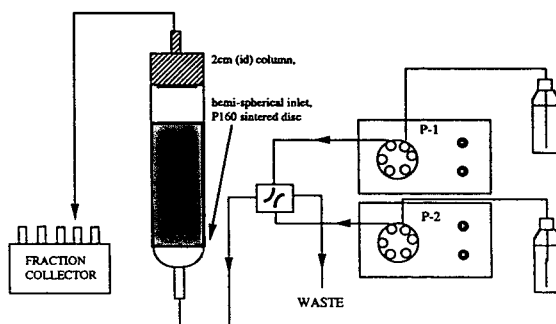 2cm (id) column,
hemi-spherical inlet,
P160 sintered disc
P-1
P-2
FRACTION
COLLECTOR
WASTE